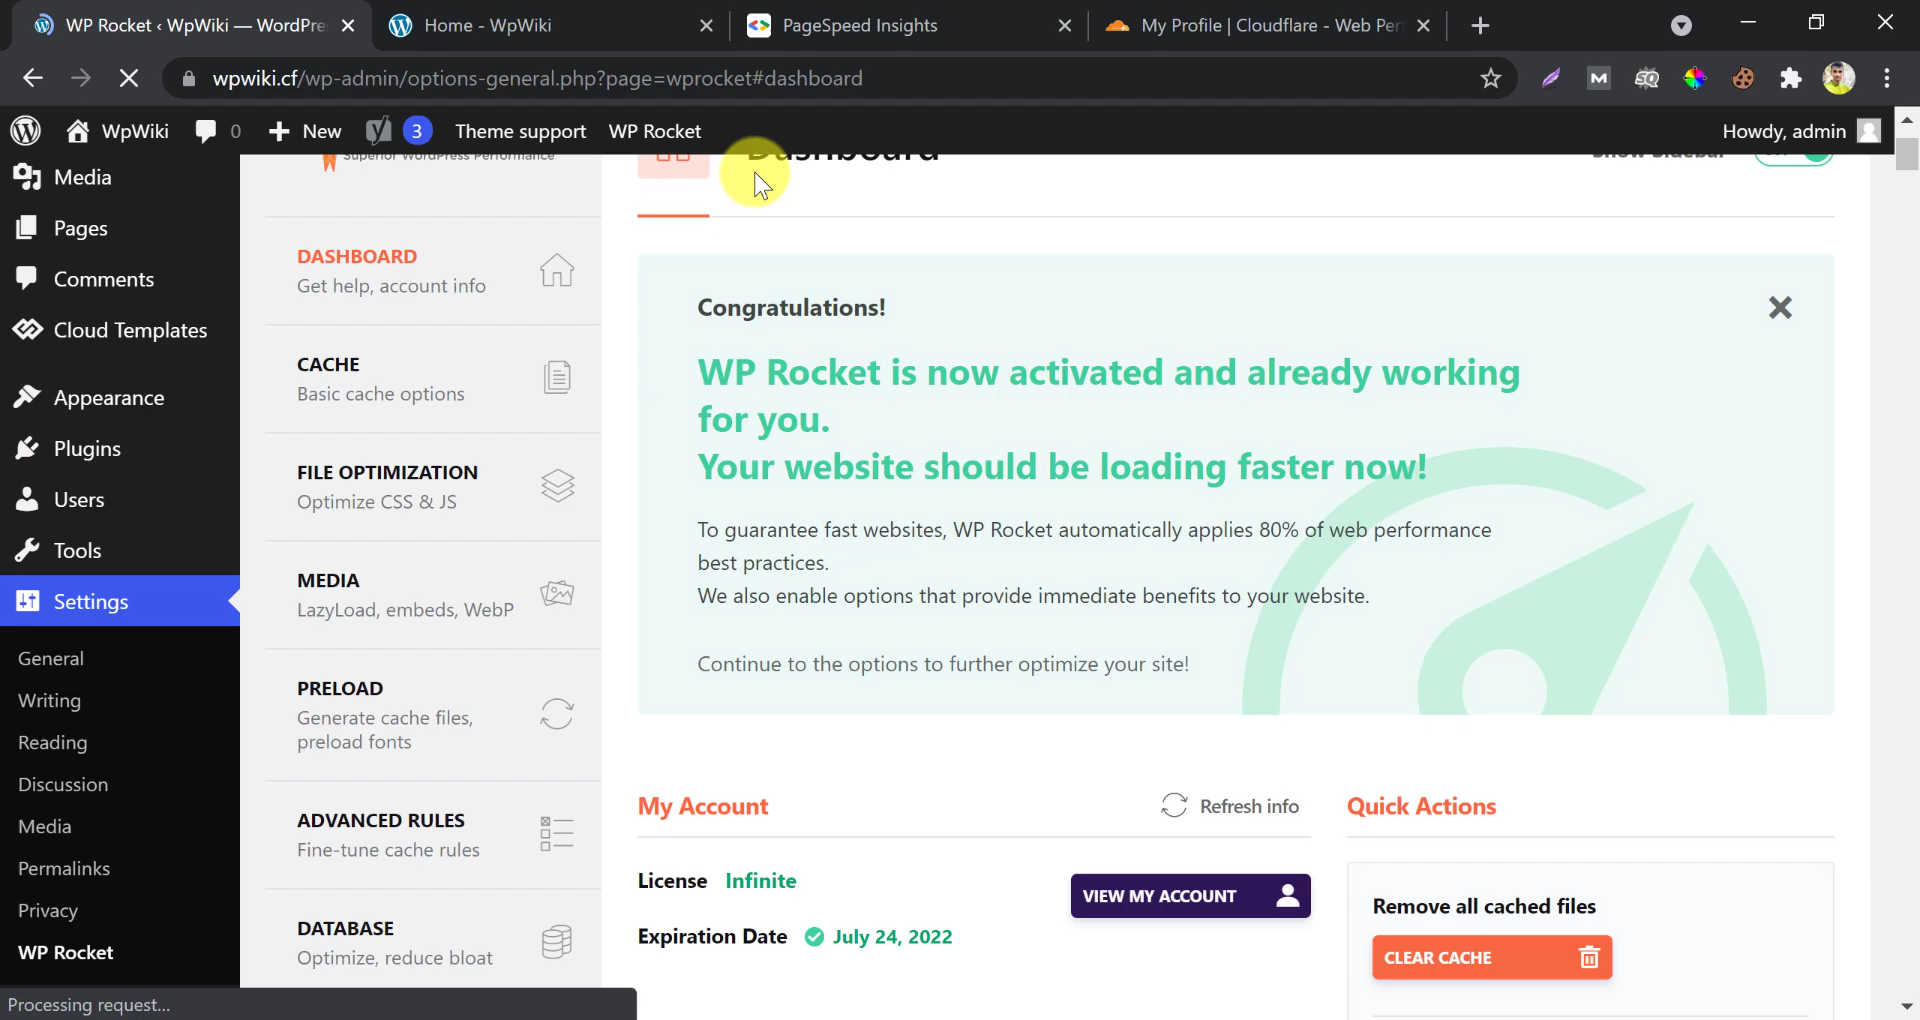 WP Rocket ‹ WpWiki — WordPre
Home - WpWiki
PageSpeed Insights
My Profile | Cloudflare - Web Per
wpwiki.cf/wp-admin/options-general.php?page=wprocket#dashboard
WpWiki
0
New
3
Theme support
WP Rocket
Howdy, admin
Media
Pages
Comments
Cloud Templates
Appearance
Plugins
Users
Tools
Settings
General
Writing
Reading
Discussion
Media
Permalinks
Privacy
WP Rocket
Processing request...
Superior WordPress Performance
DASHBOARD
Get help, account info
CACHE
Basic cache options
FILE OPTIMIZATION
Optimize CSS & JS
MEDIA
LazyLoad, embeds, WebP
PRELOAD
Generate cache files,
preload fonts
ADVANCED RULES
Fine-tune cache rules
DATABASE
Optimize, reduce bloat
Dashboard
Show Sidebar
Congratulations!
WP Rocket is now activated and already working
for you.
Your website should be loading faster now!
To guarantee fast websites, WP Rocket automatically applies 80% of web performance
best practices.
We also enable options that provide immediate benefits to your website.
Continue to the options to further optimize your site!
My Account
Refresh info
License Infinite
VIEW MY ACCOUNT
Expiration Date July 24, 2022
Quick Actions
Remove all cached files
CLEAR CACHE